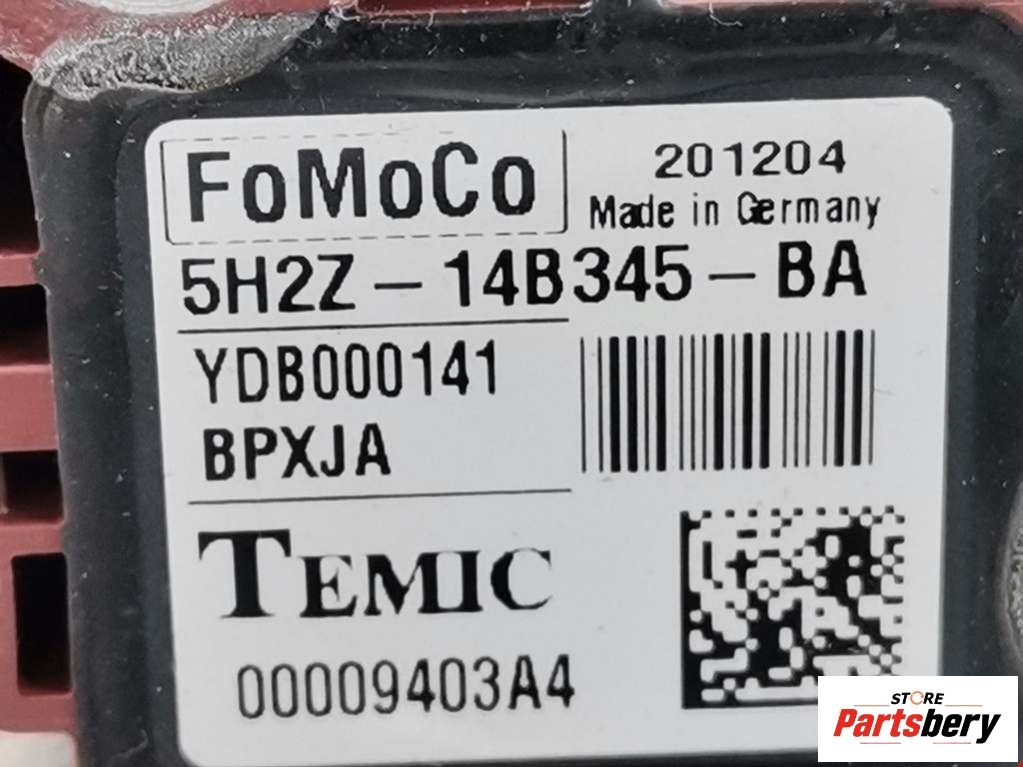 FoMoCo
201204
Made in Germany
5H2Z-14B345-BA
YDB000141
BPXJA
TEMIC
00009403A4
STORE
Partsbery